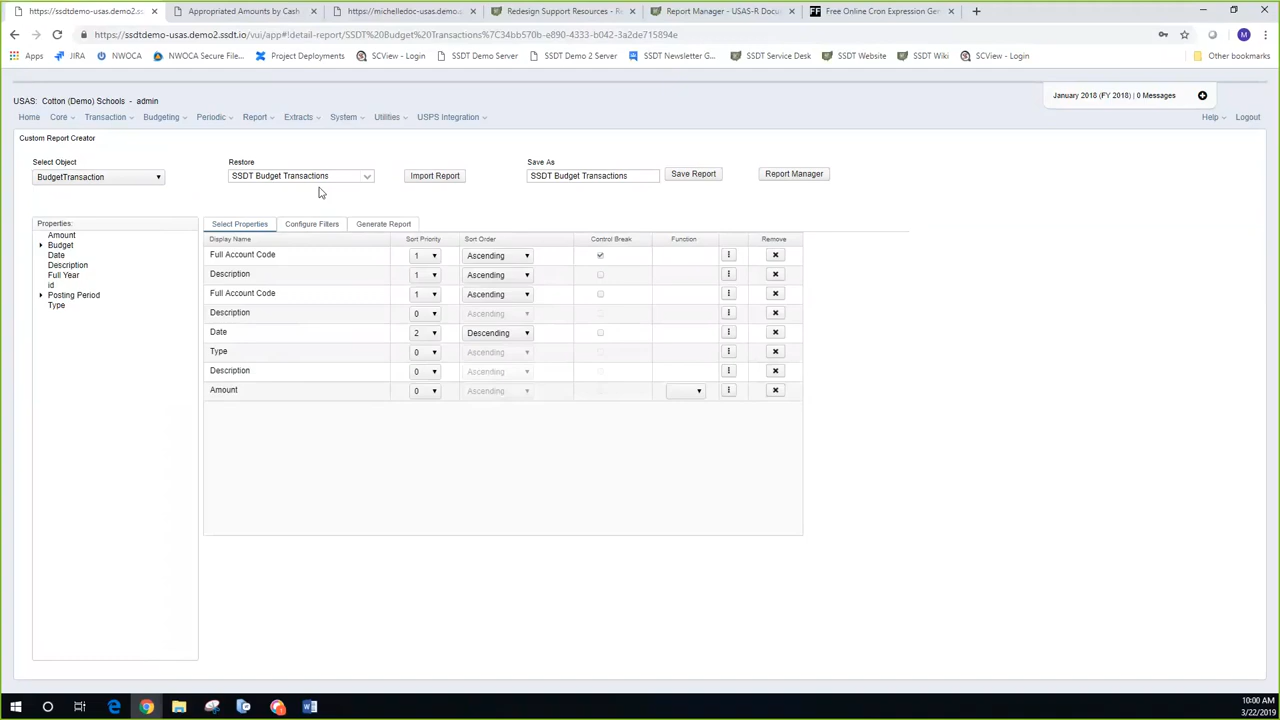 https://ssdtdemo-usas.demo2.ss
Appropriated Amounts by Cash
https://michelledoc-usas.demo.
Redesign Support Resources - Re
Report Manager - USAS-R Docu
FF Free Online Cron Expression Ge
https://ssdtdemo-usas.demo2.ssdt.io/vui/app#!detail-report/SSDT%20Budget%20Transactions%7C34bb570b-e890-4333-b042-3a2de715894e
M
Apps
JIRA
NWOCA
NWOCA Secure File...
Project Deployments
SCView - Login
SSDT Demo Server
SSDT Demo 2 Server
SSDT Newsletter G...
SSDT Service Desk
SSDT Website
SSDT Wiki
SCView - Login
Other bookmarks
January 2018 (FY 2018) | 0 Messages
USAS: Cotton (Demo) Schools - admin
Home Core Transaction Budgeting Periodic Report Extracts System Utilities USPS Integration Help Logout
Custom Report Creator
Select Object Restore Save As
BudgetTransaction SSDT Budget Transactions Import Report SSDT Budget Transactions Save Report Report Manager
Properties:
Amount
Budget
Date
Description
Full Year
id
Posting Period
Type
Select Properties Configure Filters Generate Report
Display Name Sort Priority Sort Order Control Break Function Remove
Full Account Code 1 Ascending
Description 1 Ascending
Full Account Code 1 Ascending
Description 0 Ascending
Date 2 Descending
Type 0 Ascending
Description 0 Ascending
Amount 0 Ascending
10:00 AM
3/22/2019